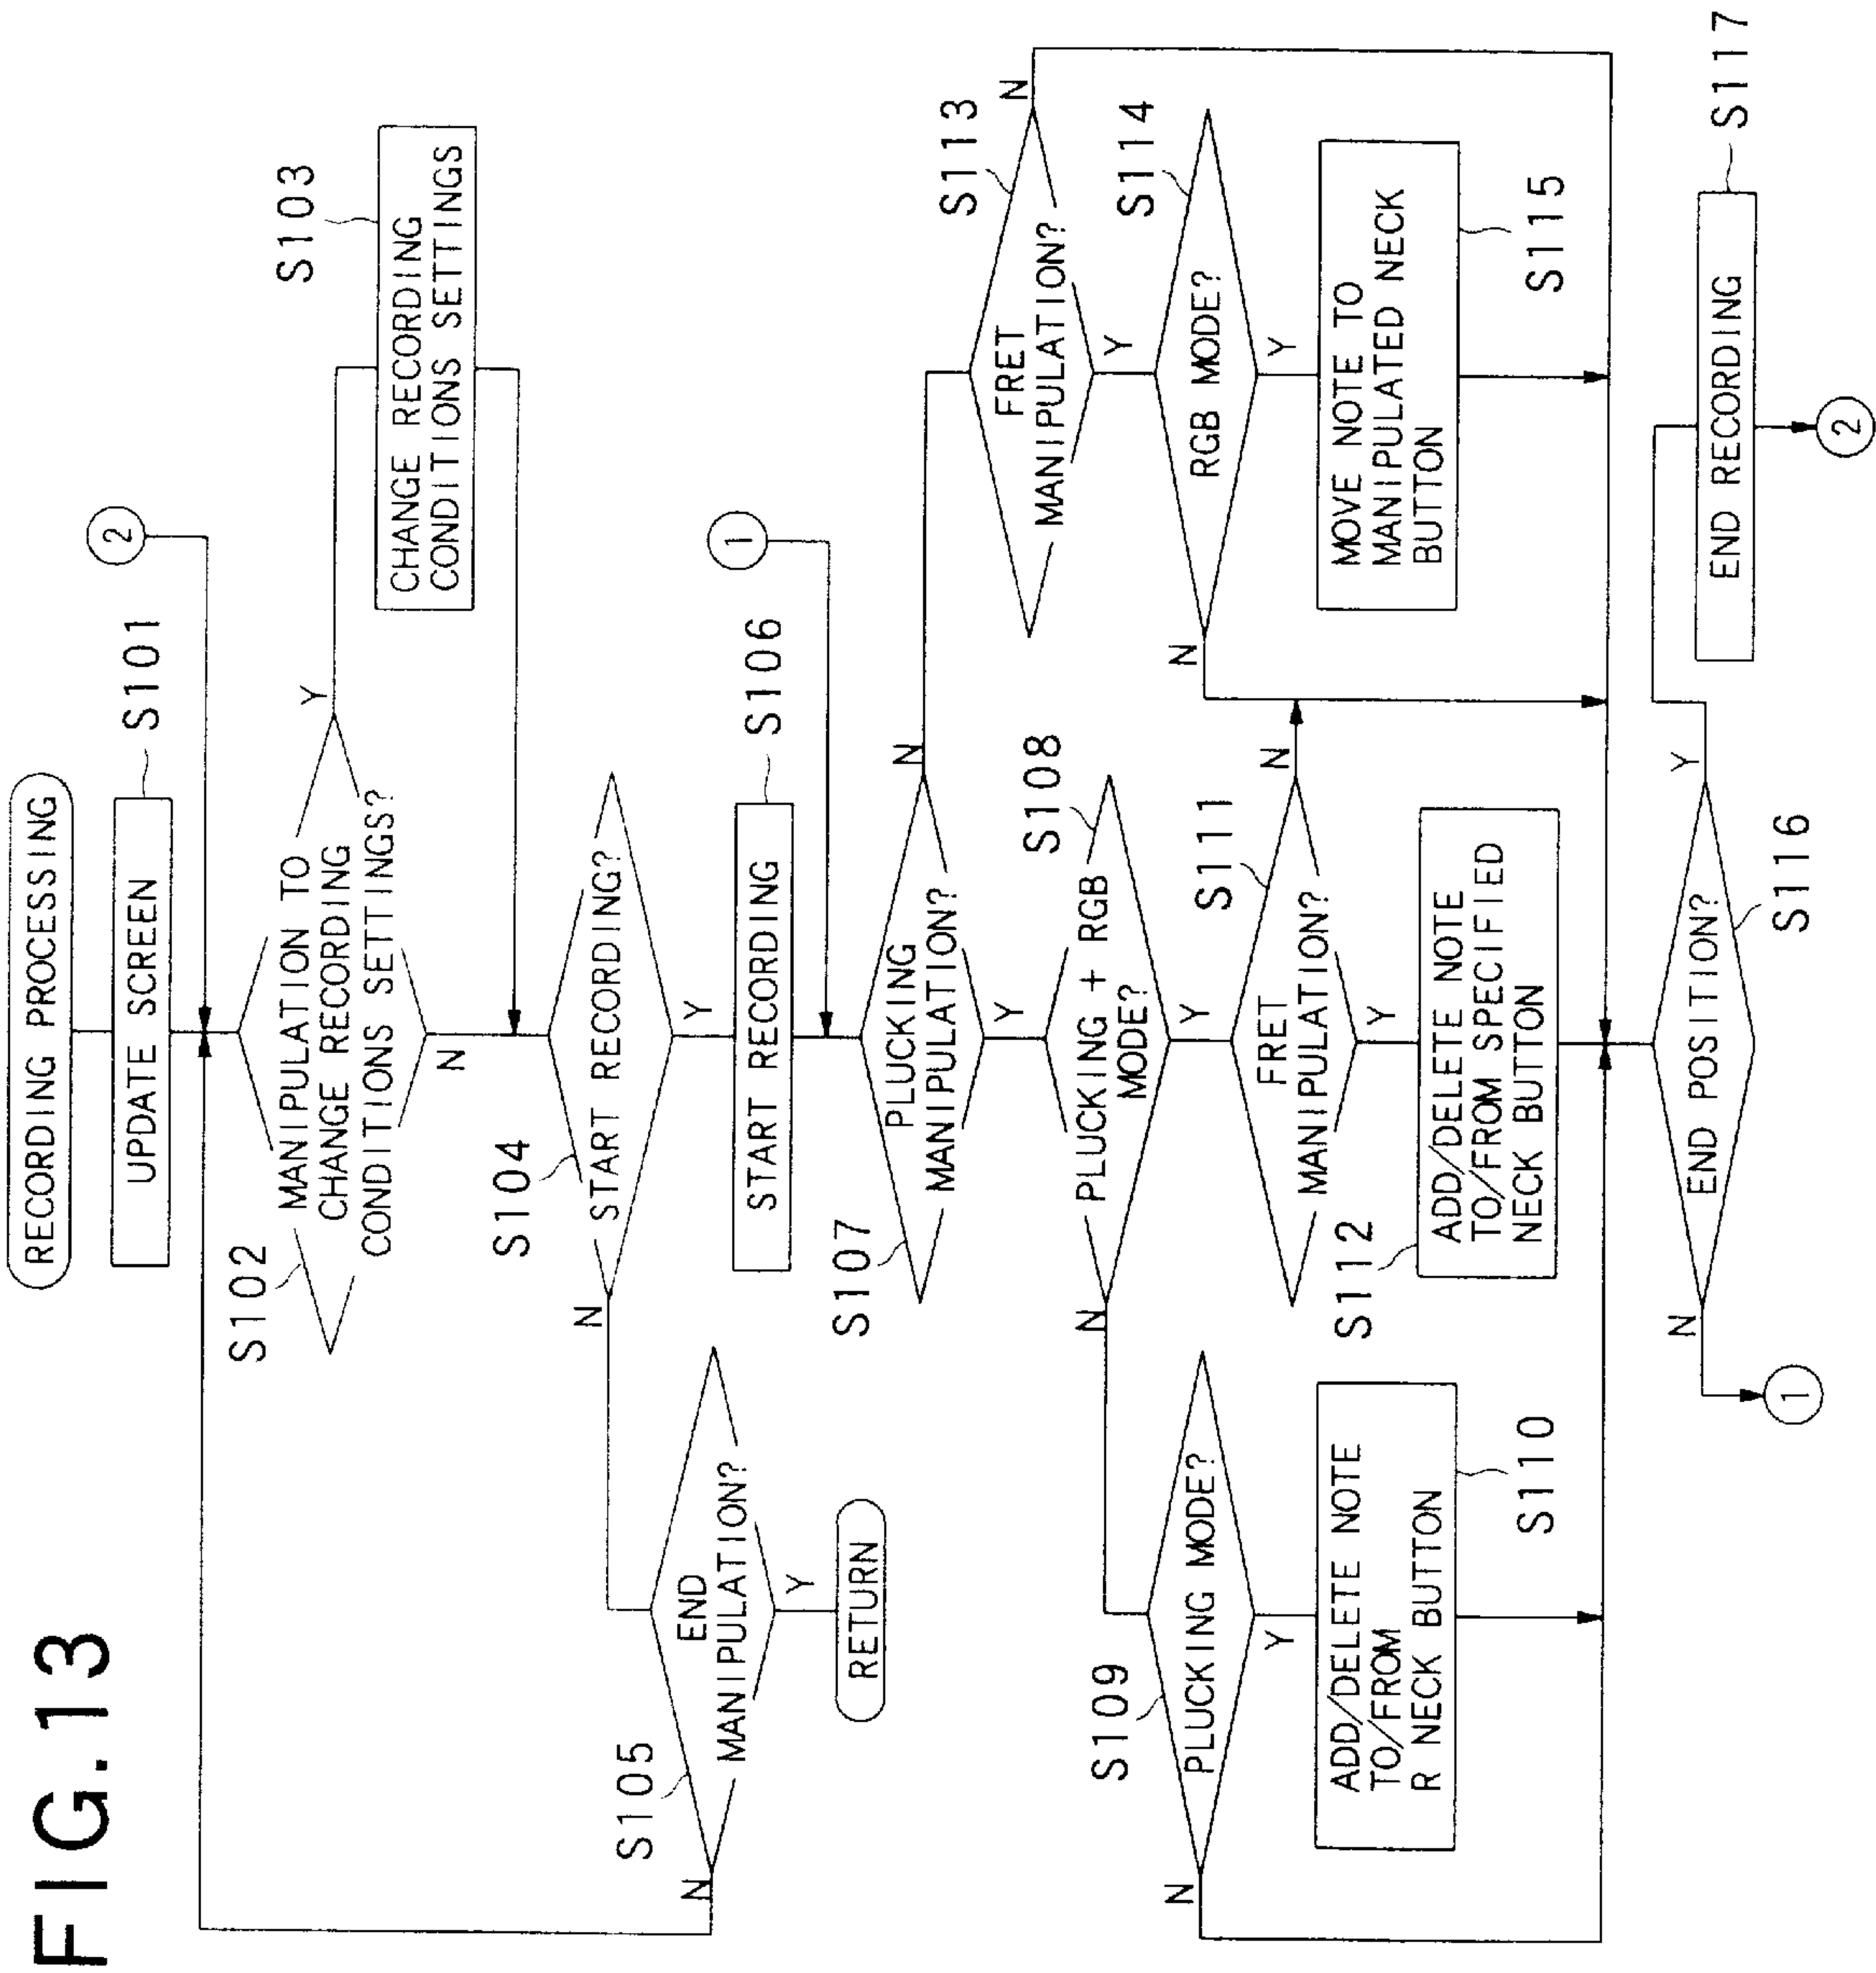 FIG.13
RECORDING PROCESSING
UPDATE SCREEN
S101
2
S102
MANIPULATION TO
CHANGE RECORDING
CONDITIONS SETTINGS?
Y
N
S103
CHANGE RECORDING
CONDITIONS SETTINGS
S104
START RECORDING?
N
Y
S105
END
MANIPULATION?
N
Y
RETURN
START RECORDING
S106
1
S107
PLUCKING
MANIPULATION?
N
Y
S108
PLUCKING + RGB
MODE?
N
Y
S109
PLUCKING MODE?
N
Y
ADD/DELETE NOTE
TO/FROM
R NECK BUTTON
S110
S111
FRET
MANIPULATION?
N
Y
S112
ADD/DELETE NOTE
TO/FROM SPECIFIED
NECK BUTTON
S113
FRET
MANIPULATION?
N
Y
S114
RGB MODE?
N
Y
MOVE NOTE TO
MANIPULATED NECK
BUTTON
S115
END POSITION?
S116
N
Y
1
END RECORDING
S117
2